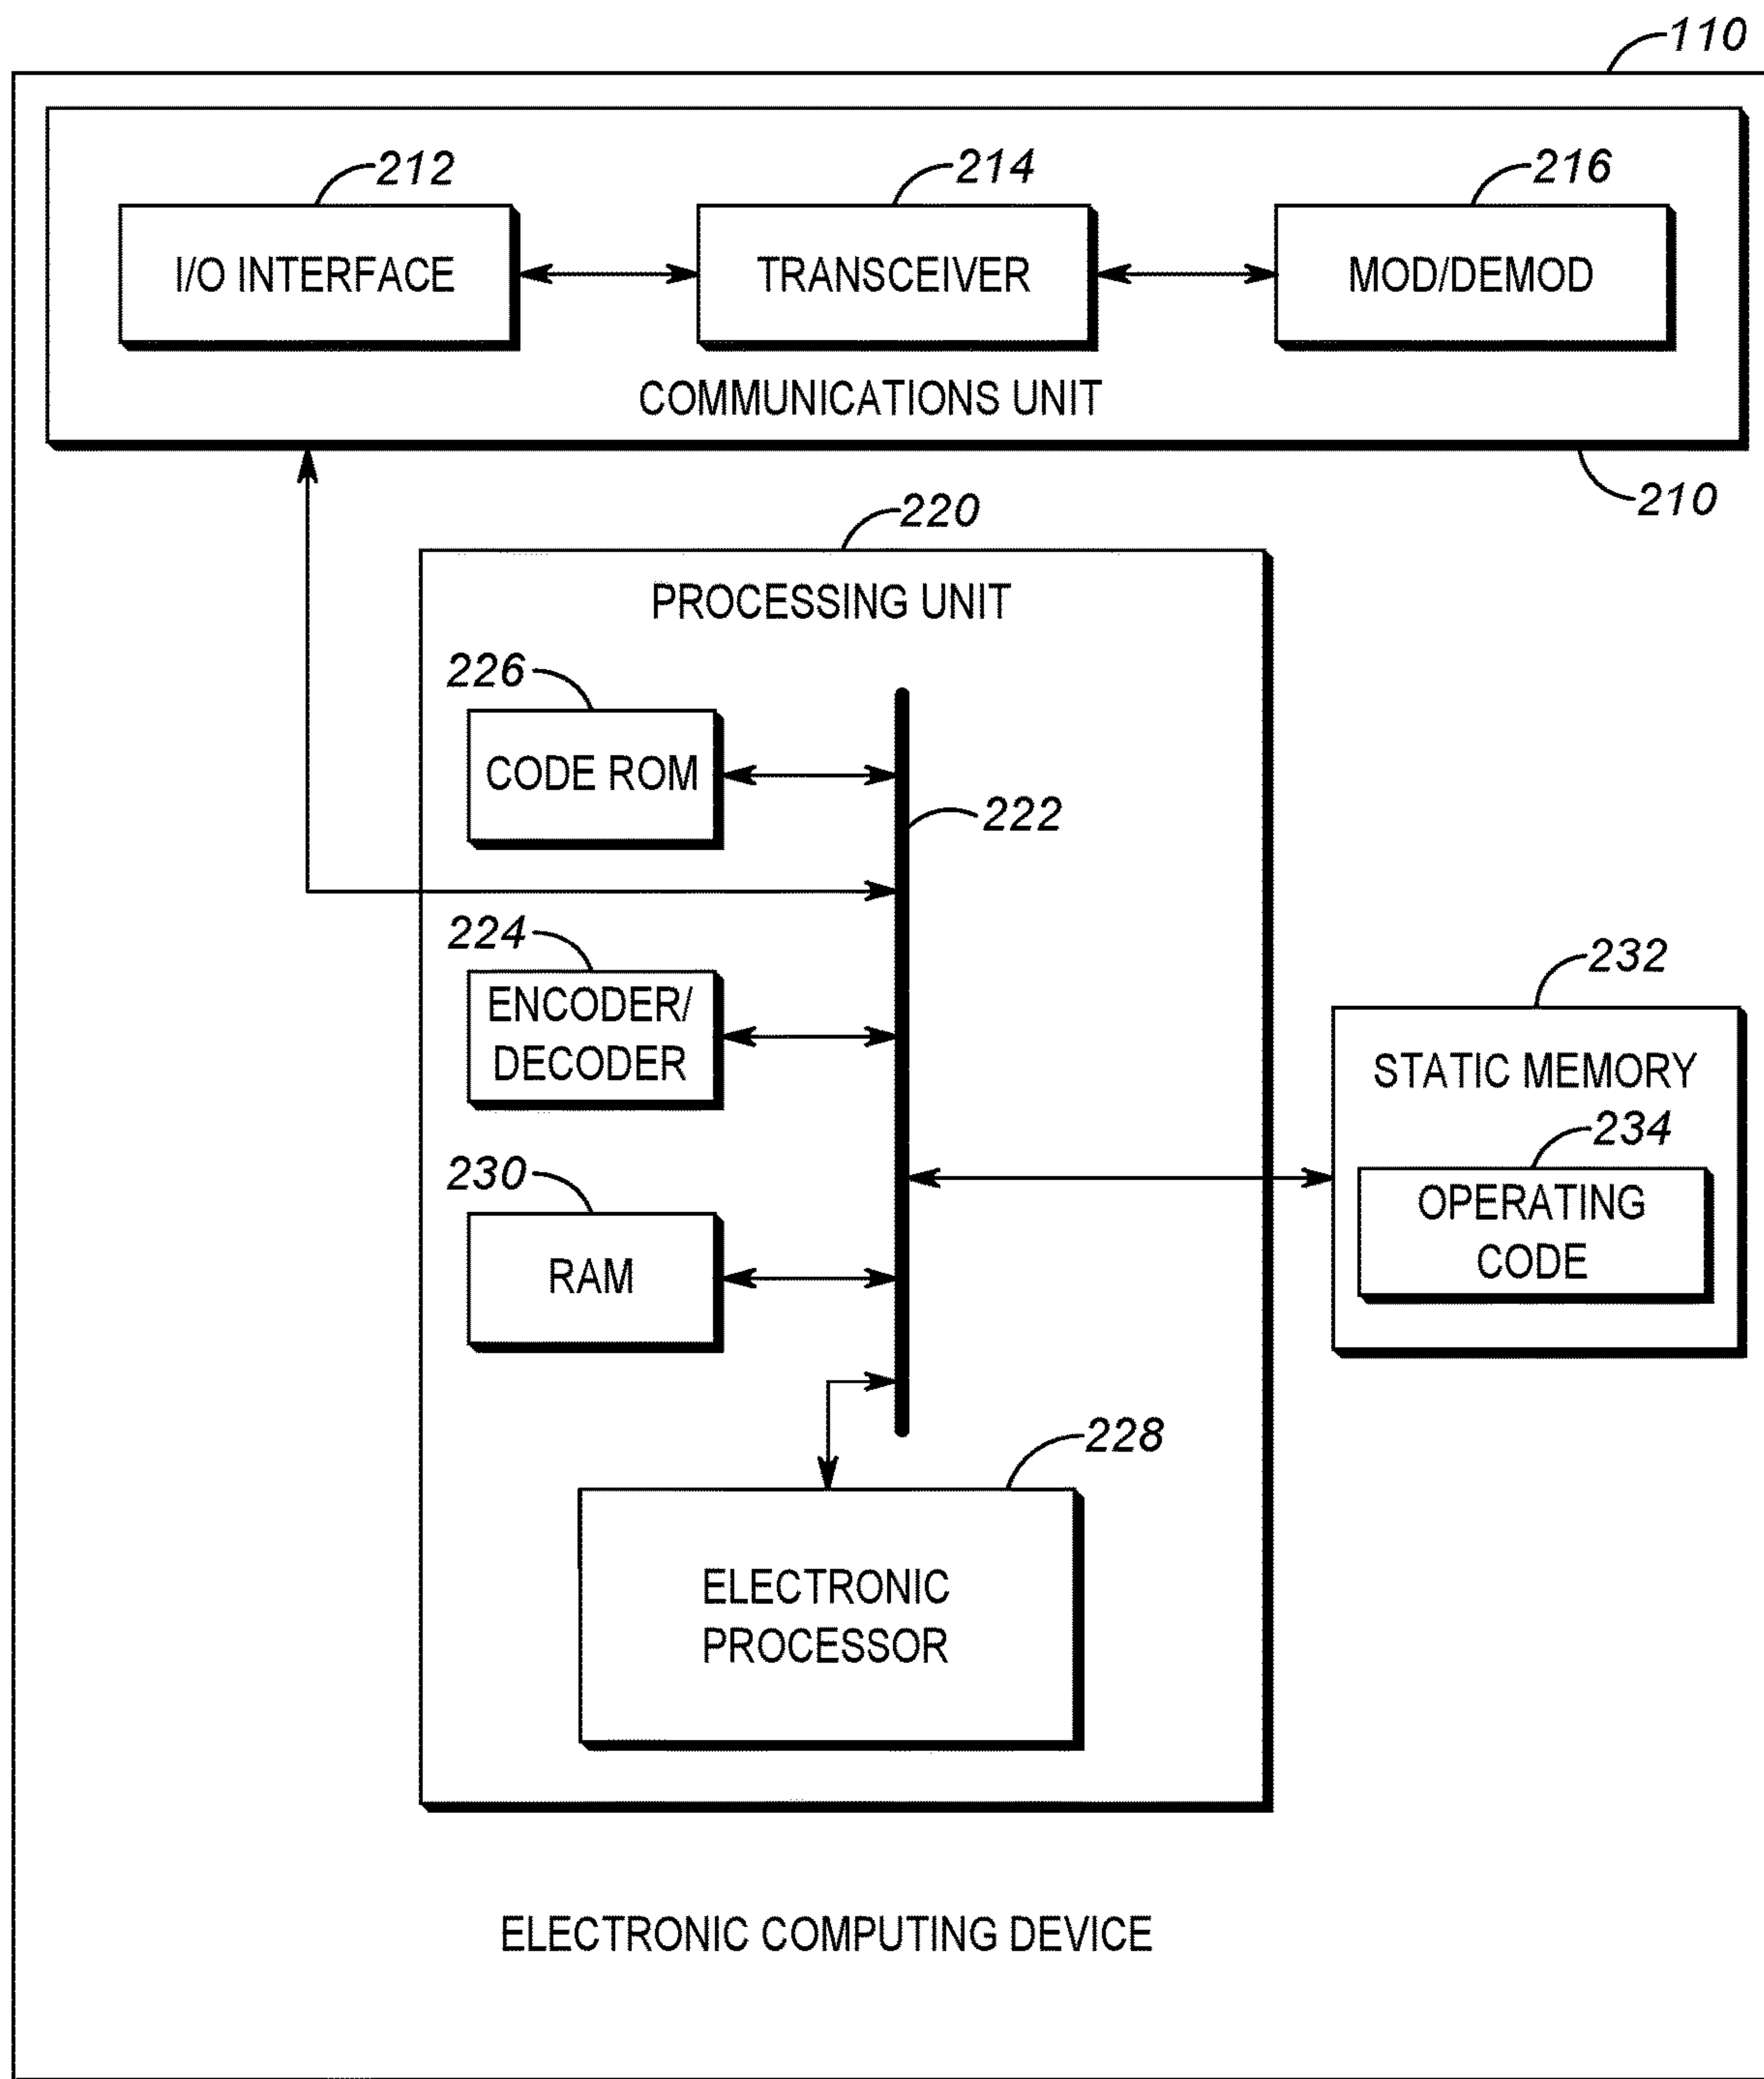 110
212
214
216
I/O INTERFACE
TRANSCEIVER
MOD/DEMOD
COMMUNICATIONS UNIT
210
220
PROCESSING UNIT
226
CODE ROM
222
224
ENCODER/
DECODER
232
STATIC MEMORY
234
OPERATING
CODE
230
RAM
228
ELECTRONIC
PROCESSOR
ELECTRONIC COMPUTING DEVICE